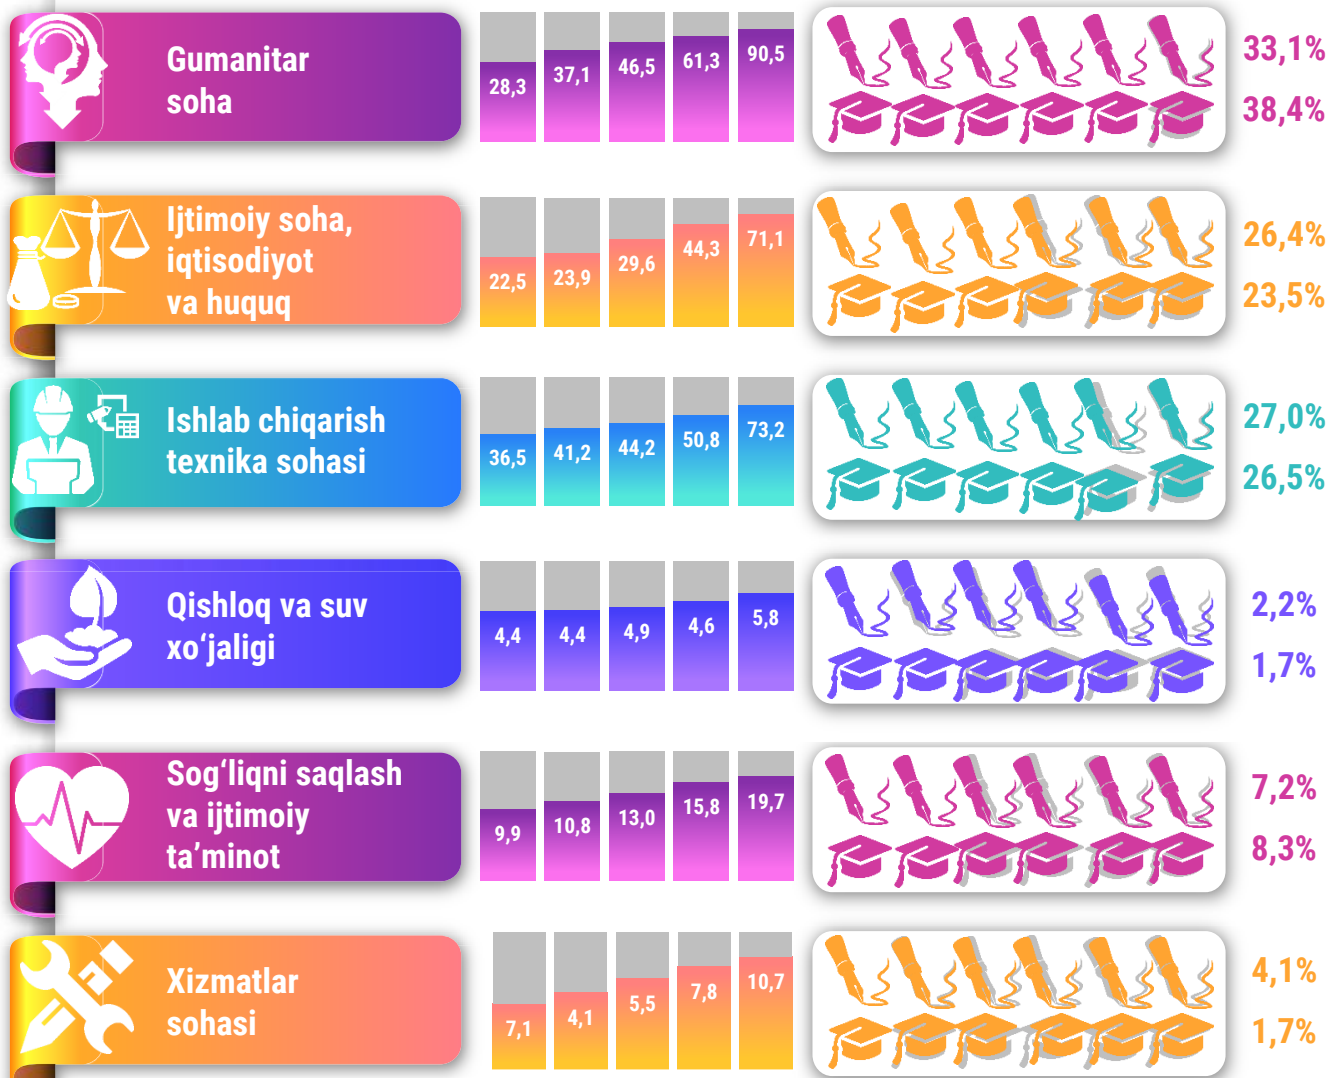 Gumanitar
soha
28,3 37,1 46,5 61,3 90,5
33,1%
38,4%
Ijtimoiy soha,
iqtisodiyot
va huquq
22,5 23,9 29,6 44,3 71,1
26,4%
23,5%
Ishlab chiqarish
texnika sohasi
36,5 41,2 44,2 50,8 73,2
27,0%
26,5%
Qishloq va suv
xo‘jaligi
4,4 4,4 4,9 4,6 5,8
2,2%
1,7%
Sog‘liqni saqlash
va ijtimoiy
ta’minot
9,9 10,8 13,0 15,8 19,7
7,2%
8,3%
Xizmatlar
sohasi
7,1 4,1 5,5 7,8 10,7
4,1%
1,7%